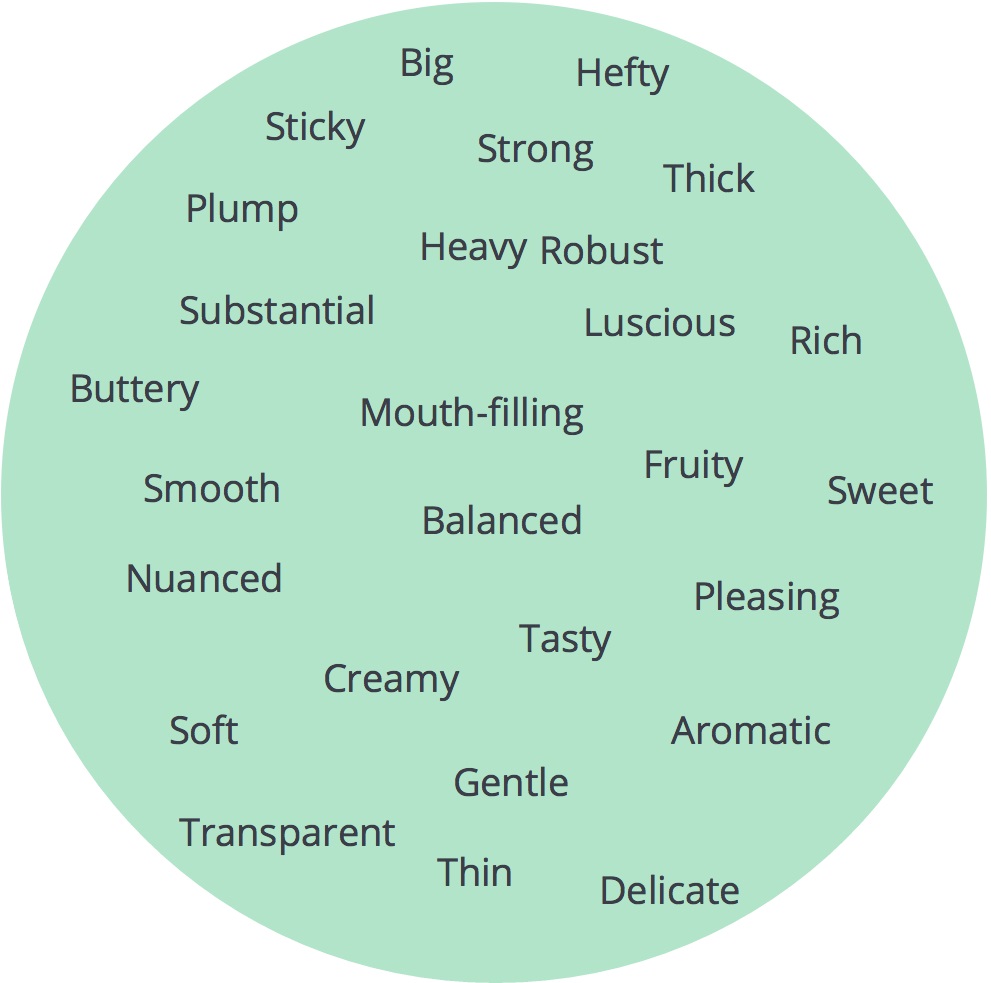 Big
Hefty
Sticky
Strong
Thick
Plump
Heavy Robust
Substantial
Luscious
Rich
Buttery
Mouth-filling
Fruity
Smooth
Sweet
Balanced
Nuanced
Pleasing
Tasty
Creamy
Soft
Aromatic
Gentle
Transparent
Thin
Delicate